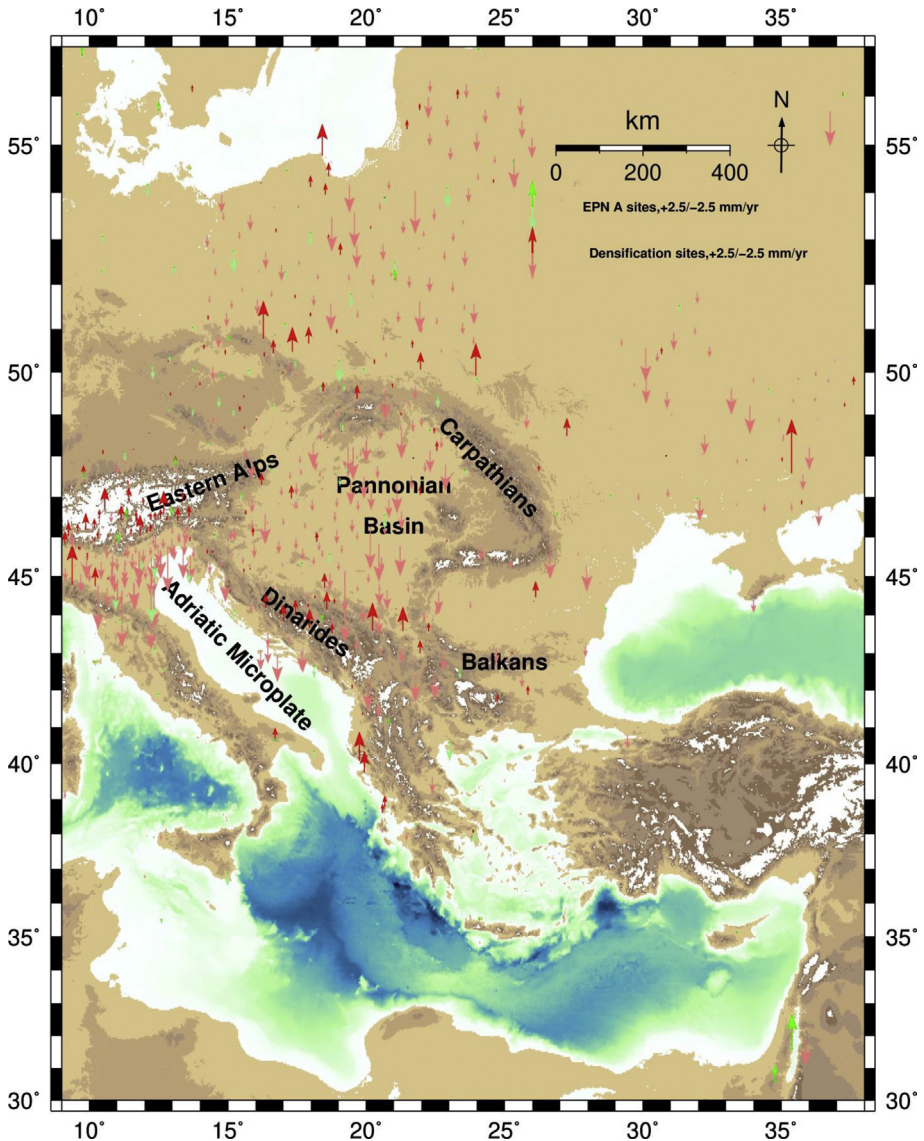 10˚ 15˚ 20˚ 25˚ 30˚ 35˚
N
km
55˚ 55˚
0 200 400
EPN A sites,+2.5/−2.5 mm/yr
Densification sites,+2.5/−2.5 mm/yr
50˚ 50˚
Carpathians
Eastern Alps
Pannonian
Basin
45˚ 45˚
Adriatic Microplate
Dinarides
Balkans
40˚ 40˚
35˚ 35˚
30˚ 30˚
10˚ 15˚ 20˚ 25˚ 30˚ 35˚